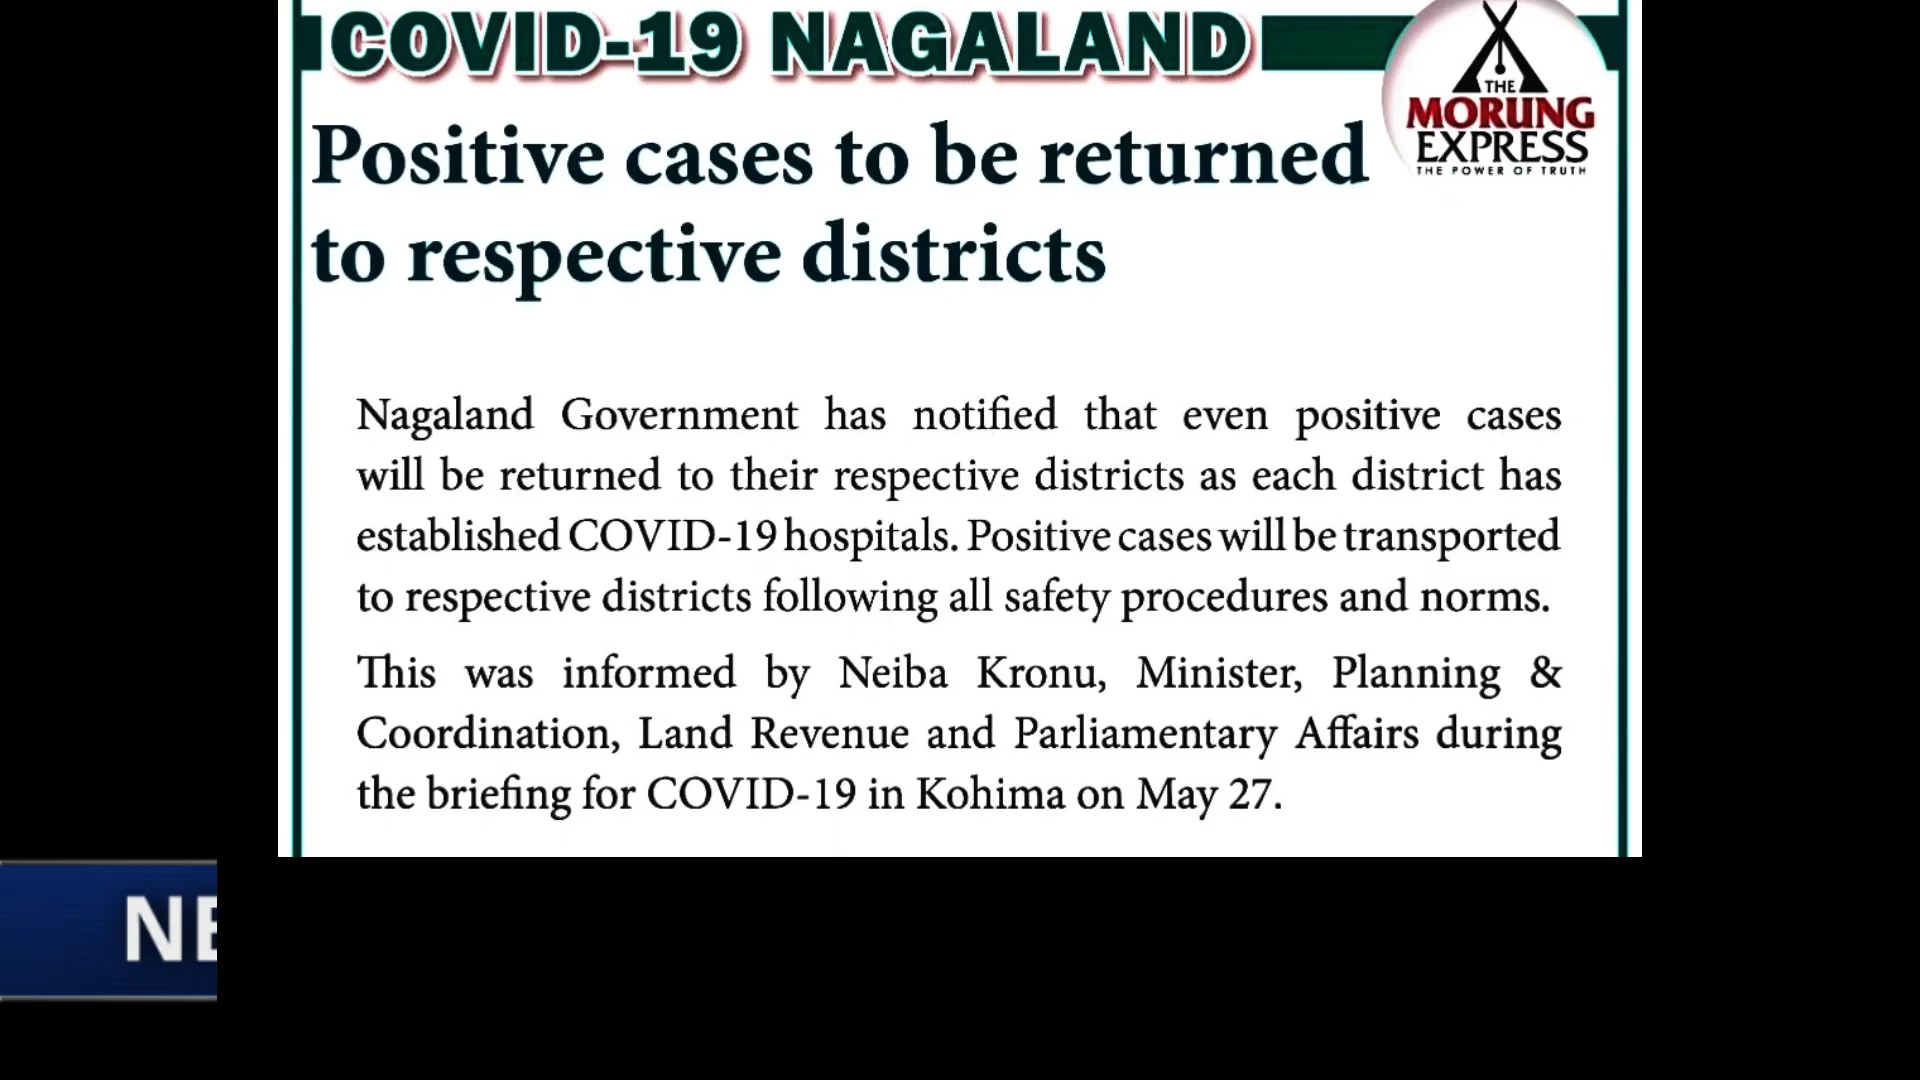 COVID-19 NAGALAND
THE
MORUNG
EXPRESS
THE POWER OF TRUTH
Positive cases to be returned
to respective districts
Nagaland Government has notified that even positive cases
will be returned to their respective districts as each district has
established COVID-19 hospitals. Positive cases will be transported
to respective districts following all safety procedures and norms.
This was informed by Neiba Kronu, Minister, Planning &
Coordination, Land Revenue and Parliamentary Affairs during
the briefing for COVID-19 in Kohima on May 27.